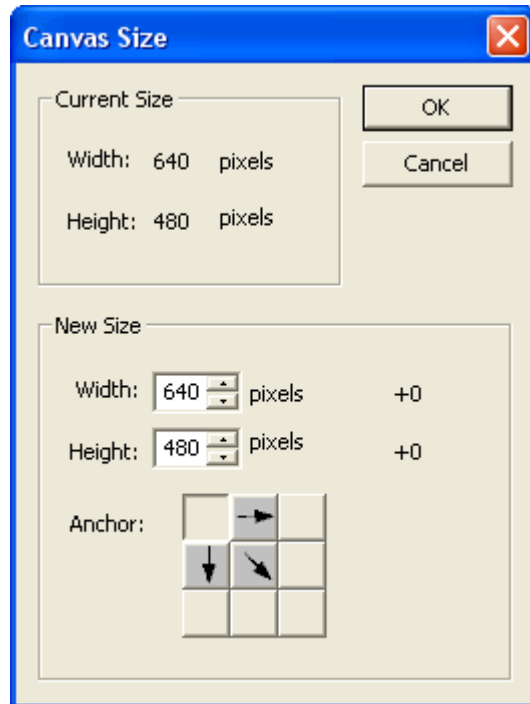 Canvas Size
Current Size
OK
Width: 640 pixels
Cancel
Height: 480 pixels
New Size
Width: 640 pixels +0
Height: 480 pixels +0
Anchor: